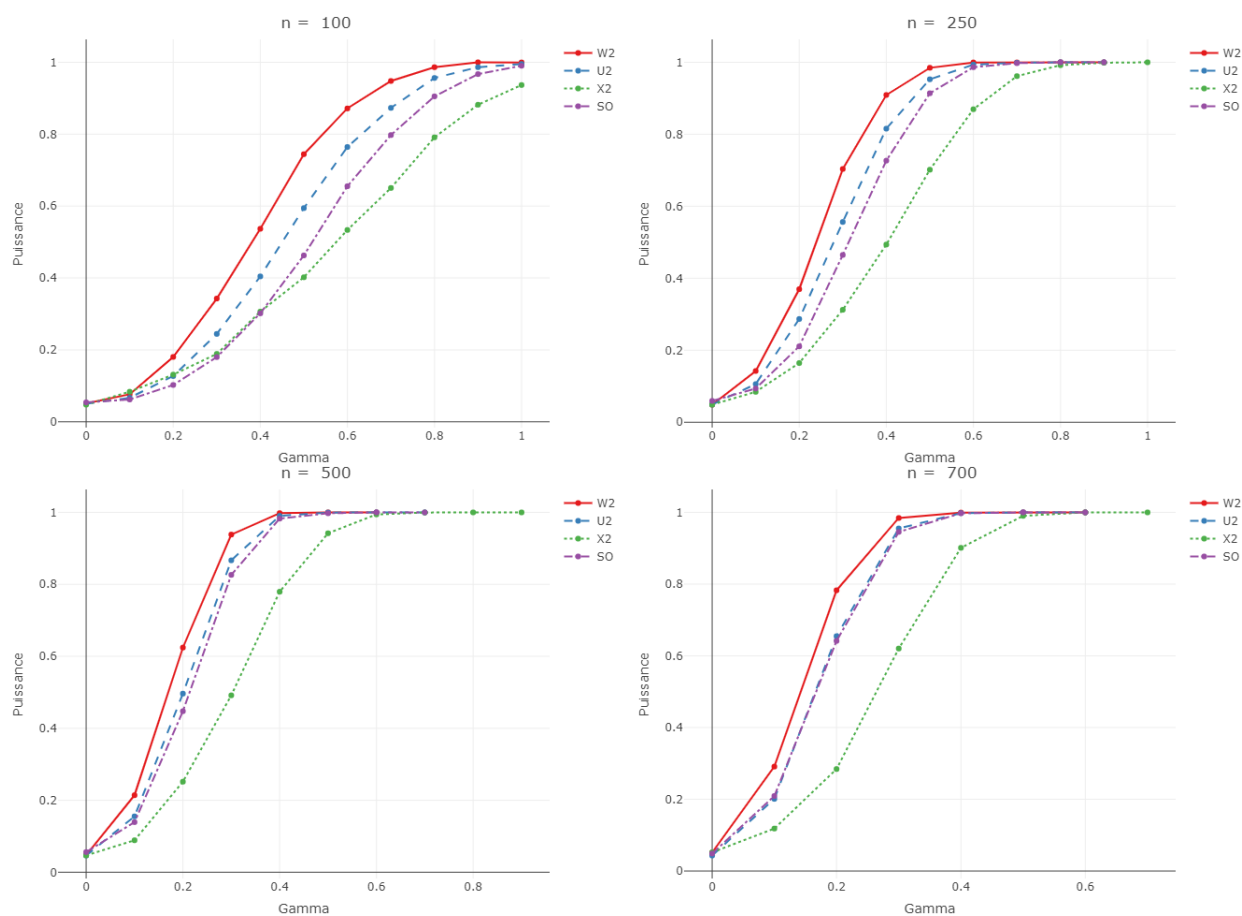 n = 100
W2
U2
X2
SO
Puissance
1
0.8
0.6
0.4
0.2
0
0 0.2 0.4 0.6 0.8 1
Gamma
n = 250
W2
U2
X2
SO
Puissance
1
0.8
0.6
0.4
0.2
0
0 0.2 0.4 0.6 0.8 1
Gamma
n = 500
W2
U2
X2
SO
Puissance
1
0.8
0.6
0.4
0.2
0
0 0.2 0.4 0.6 0.8
Gamma
n = 700
W2
U2
X2
SO
Puissance
1
0.8
0.6
0.4
0.2
0
0 0.2 0.4 0.6
Gamma